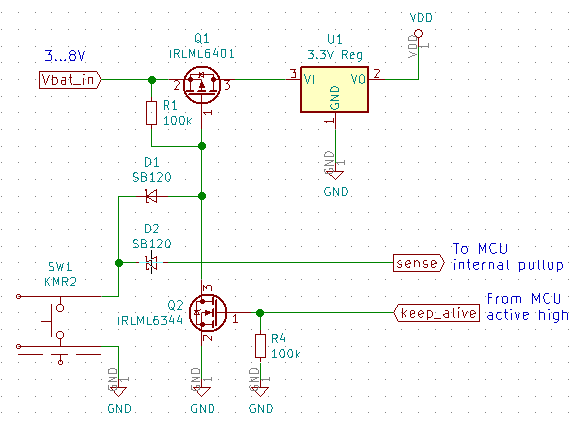 VDD
VDD
1
Q1
IRLML6401
U1
3.3V Reg
3...8V
Vbat_in
2
3
3
VI
VO
2
GND
1
R1
100k
1
GND
1
GND
D1
SB120
D2
SB120
sense
To MCU
internal pullup
SW1
KMR2
Q2
IRLML6344
3
1
2
keep_alive
From MCU
active high
R4
100k
GND
1
GND
GND
1
GND
GND
1
GND